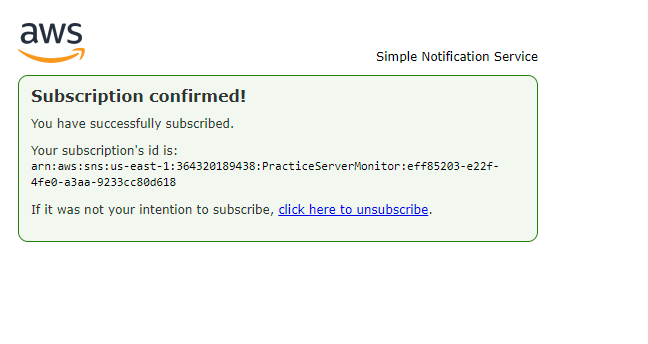 aws
Simple Notification Service
Subscription confirmed!
You have successfully subscribed.
Your subscription's id is:
arn:aws:sns:us-east-1:364320189438:PracticeServerMonitor:eff85203-e22f-
4fe0-a3aa-9233cc80d618
If it was not your intention to subscribe, click here to unsubscribe.